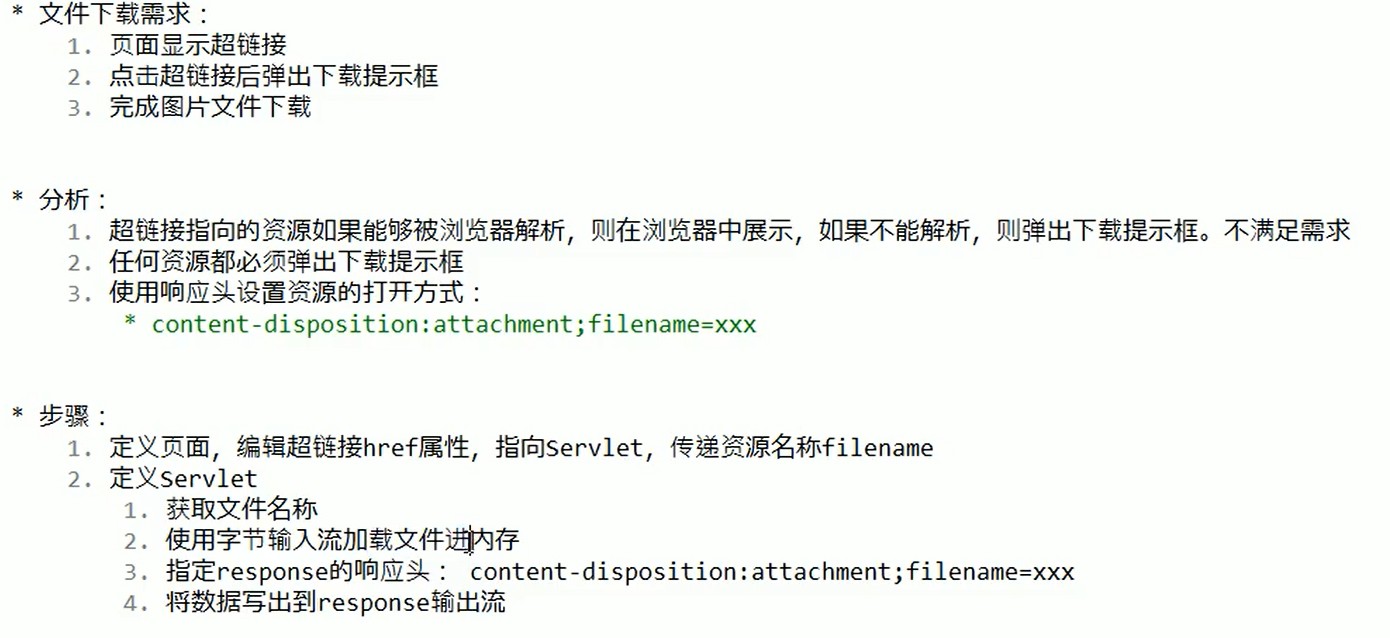 * 文件下载需求：
1. 页面显示超链接
2. 点击超链接后弹出下载提示框
3. 完成图片文件下载
* 分析：
1. 超链接指向的资源如果能够被浏览器解析，则在浏览器中展示，如果不能解析，则弹出下载提示框。不满足需求
2. 任何资源都必须弹出下载提示框
3. 使用响应头设置资源的打开方式：
* content-disposition:attachment;filename=xxx
* 步骤：
1. 定义页面，编辑超链接href属性，指向Servlet，传递资源名称filename
2. 定义Servlet
1. 获取文件名称
2. 使用字节输入流加载文件进内存
3. 指定response的响应头： content-disposition:attachment;filename=xxx
4. 将数据写出到response输出流